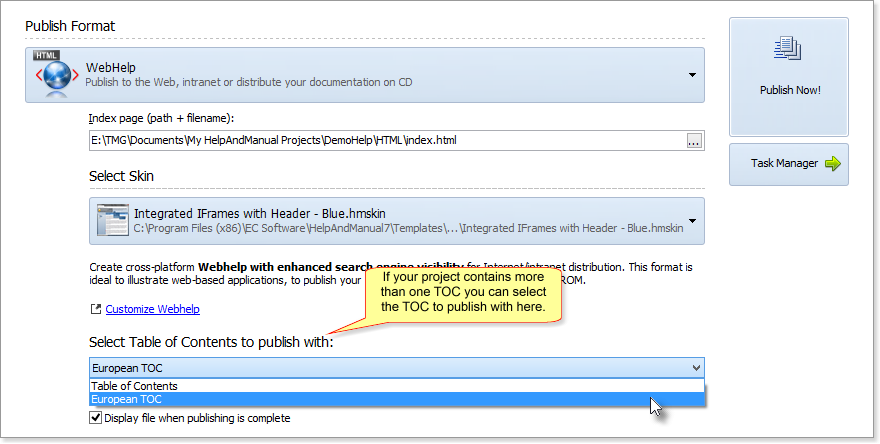 Publish Format
HTML
WebHelp
Publish to the Web, intranet or distribute your documentation on CD
Index page (path + filename):
E:\TMG\Documents\My HelpAndManual Projects\DemoHelp\HTML\index.html
...
Select Skin
Integrated IFrames with Header - Blue.hmskin
C:\Program Files (x86)\EC Software\HelpAndManual7\Templates\...\Integrated IFrames with Header - Blue.hmskin
Create cross-platform Webhelp with enhanced search engine visibility for Internet/intranet distribution. This format is
ideal to illustrate web-based applications, to publish your ROM.
If your project contains more
than one TOC you can select
the TOC to publish with here.
Customize Webhelp
Select Table of Contents to publish with:
European TOC
Table of Contents
European TOC
Display file when publishing is complete
Publish Now!
Task Manager